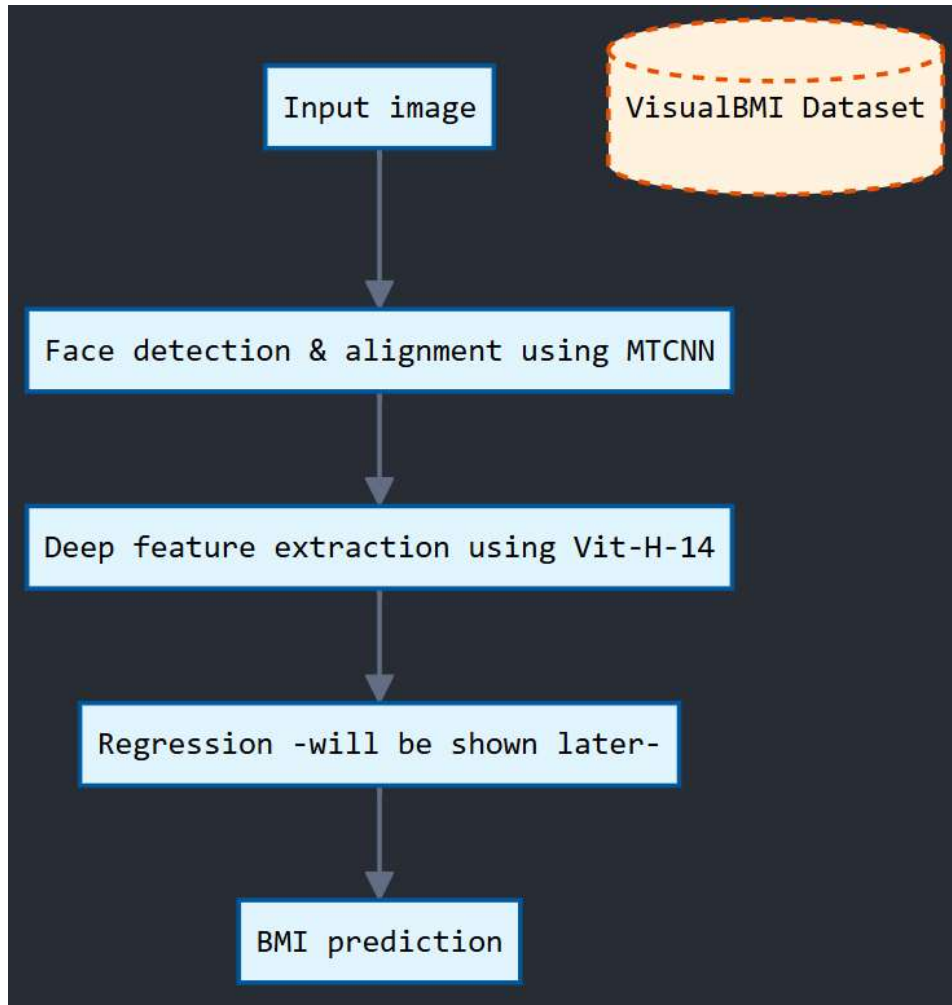 Input image
VisualBMI Dataset
Face detection & alignment using MTCNN
Deep feature extraction using Vit-H-14
Regression -will be shown later-
BMI prediction